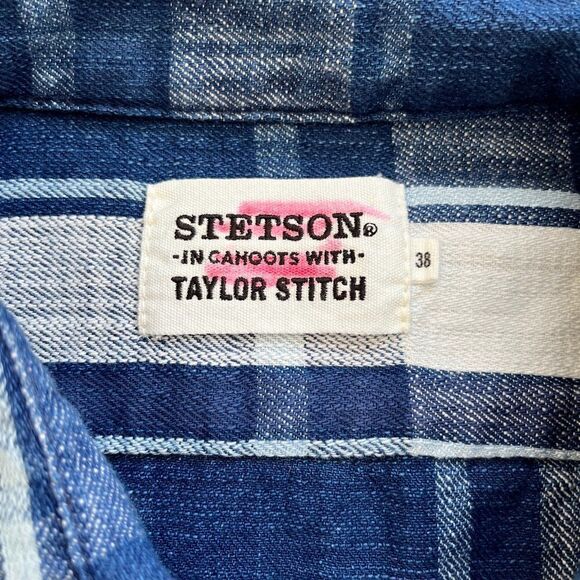 STETSON®
-IN CAHOOTS WITH-
TAYLOR STITCH
38